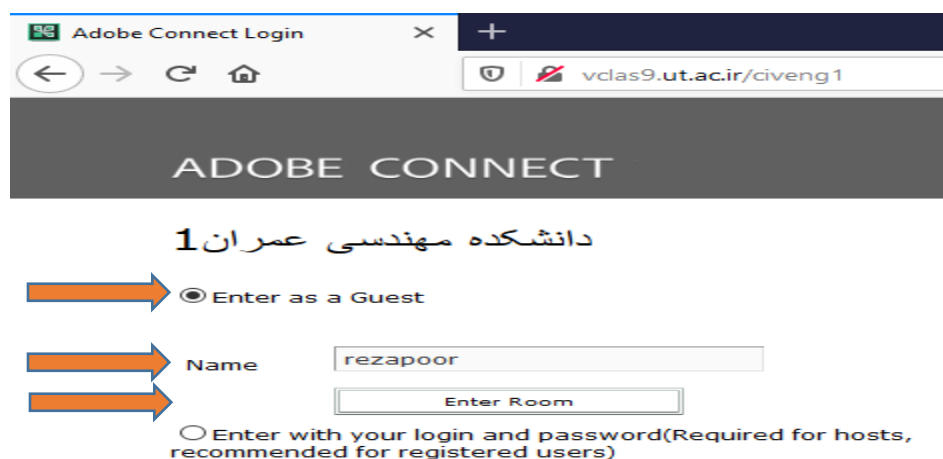 Adobe Connect Login
vclas9.ut.ac.ir/civeng1
ADOBE CONNECT
دانشکده مهندسی عمران1
Enter as a Guest
Name rezapoor
Enter Room
Enter with your login and password(Required for hosts,
recommended for registered users)